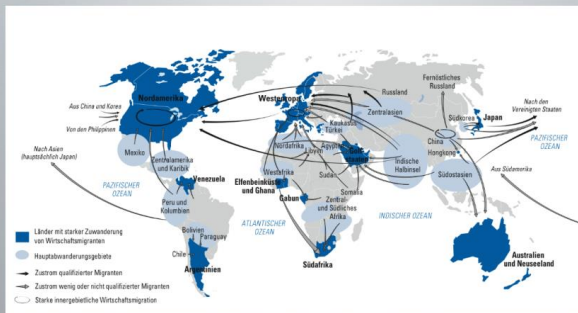 Fernöstliches
Russland
Russland
Nordamerika
Westeuropa
Zentralasien
Nach den
Vereinigten Staaten
Aus China und Korea
Südkorea
Japan
Kaukasus
Türkei
China
Von den Philippinen
Nordafrika
Ägypten
Libyen
Hongkong
PAZIFISCHER
OZEAN
Nach Asien
(hauptsächlich Japan)
Mexiko
Zentralamerika
und Karibik
Westafrika
Sudan
Indische
Halbinsel
Südostasien
Aus Südamerika
PAZIFISCHER
OZEAN
Venezuela
Elfenbeinküste
und Ghana
Somalia
Peru und
Kolumbien
Gabun
Zentral-
und Südliches
Afrika
INDISCHER OZEAN
ATLANTISCHER
OZEAN
Bolivien
Paraguay
Chile
Argentinien
Südafrika
Australien
und Neuseeland
Länder mit starker Zuwanderung
von Wirtschaftsmigranten
Hauptabwanderungsgebiete
Zustrom qualifizierter Migranten
Zustrom wenig oder nicht qualifizierter Migranten
Starke innergebietliche Wirtschaftsmigration